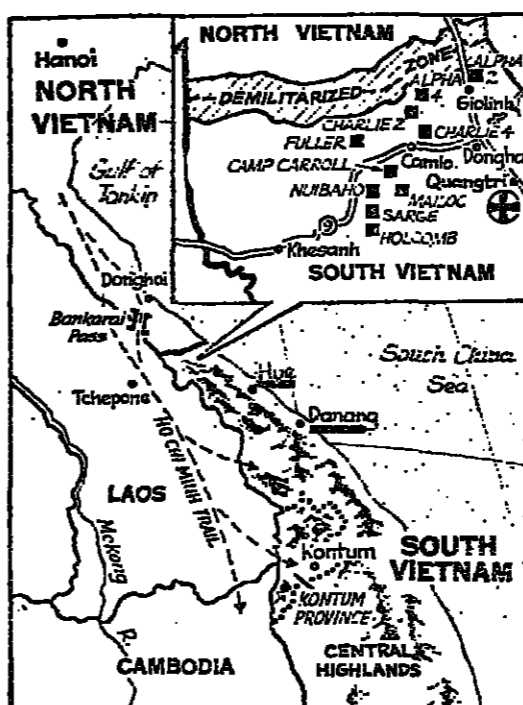 Hanoi
NORTH
VIETNAM
Gulf of
Tonkin
Donghoi
Bankarai
Pass
Tchepone
HO CHI MINH TRAIL
LAOS
Mekong
R.
CAMBODIA
Hue
Danang
South China
Sea
Kontum
KONTUM
PROVINCE
SOUTH
VIETNAM
CENTRAL
HIGHLANDS
NORTH VIETNAM
DEMILITARIZED ZONE
ALPHA
2
ALPHA
4
Giolinh
CHARLIE 2
CHARLIE 4
FULLER
CAMP CARROLL
Camlo
Dongha
Quangtri
NUIBAHO
MAILOC
SARGE
HOLCOMB
9
Khesanh
SOUTH VIETNAM